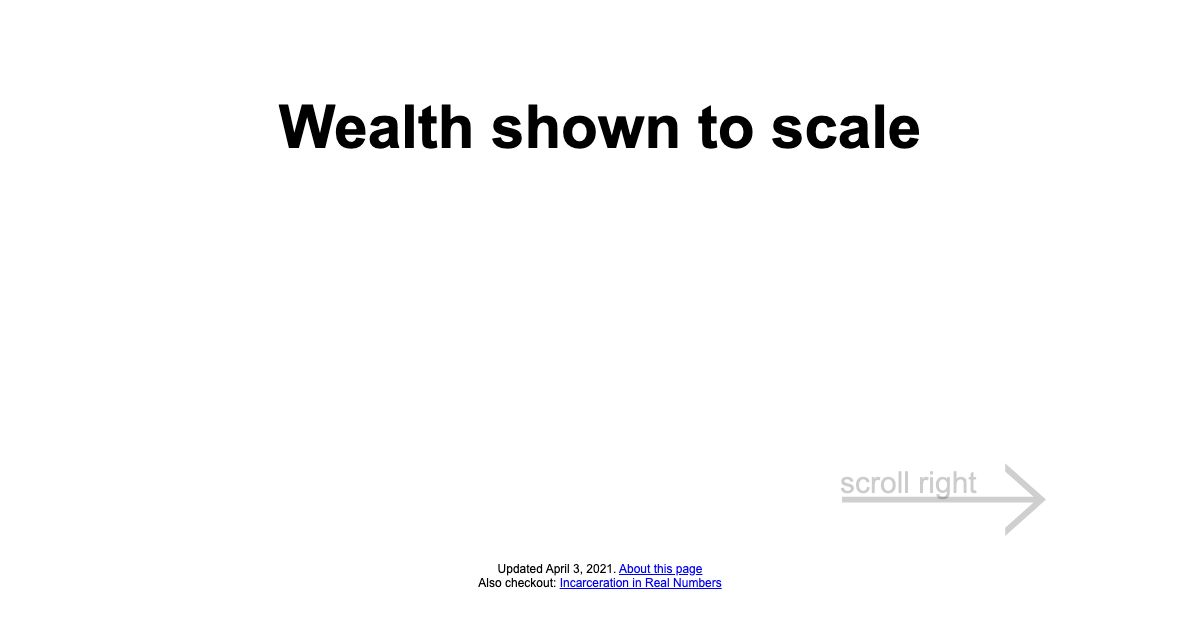 Wealth shown to scale
scroll right
Updated April 3, 2021. About this page
Also checkout: Incarceration in Real Numbers